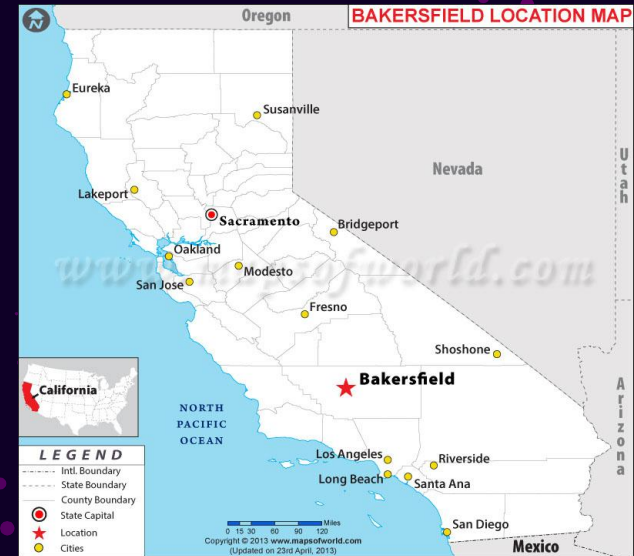 Oregon
BAKERSFIELD LOCATION MAP
Eureka
Susanville
Nevada
Utah
Lakeport
Sacramento
Bridgeport
Oakland
www.mapsofworld.com
Modesto
San Jose
Fresno
Shoshone
Bakersfield
California
Arizona
NORTH
PACIFIC
OCEAN
LEGEND
Intl. Boundary
State Boundary
County Boundary
State Capital
Location
Cities
Los Angeles
Riverside
Long Beach
Santa Ana
San Diego
Miles
0 15 30 60 90 120
Copyright © 2013 www.mapsofworld.com
(Updated on 23rd April, 2013)
Mexico
N